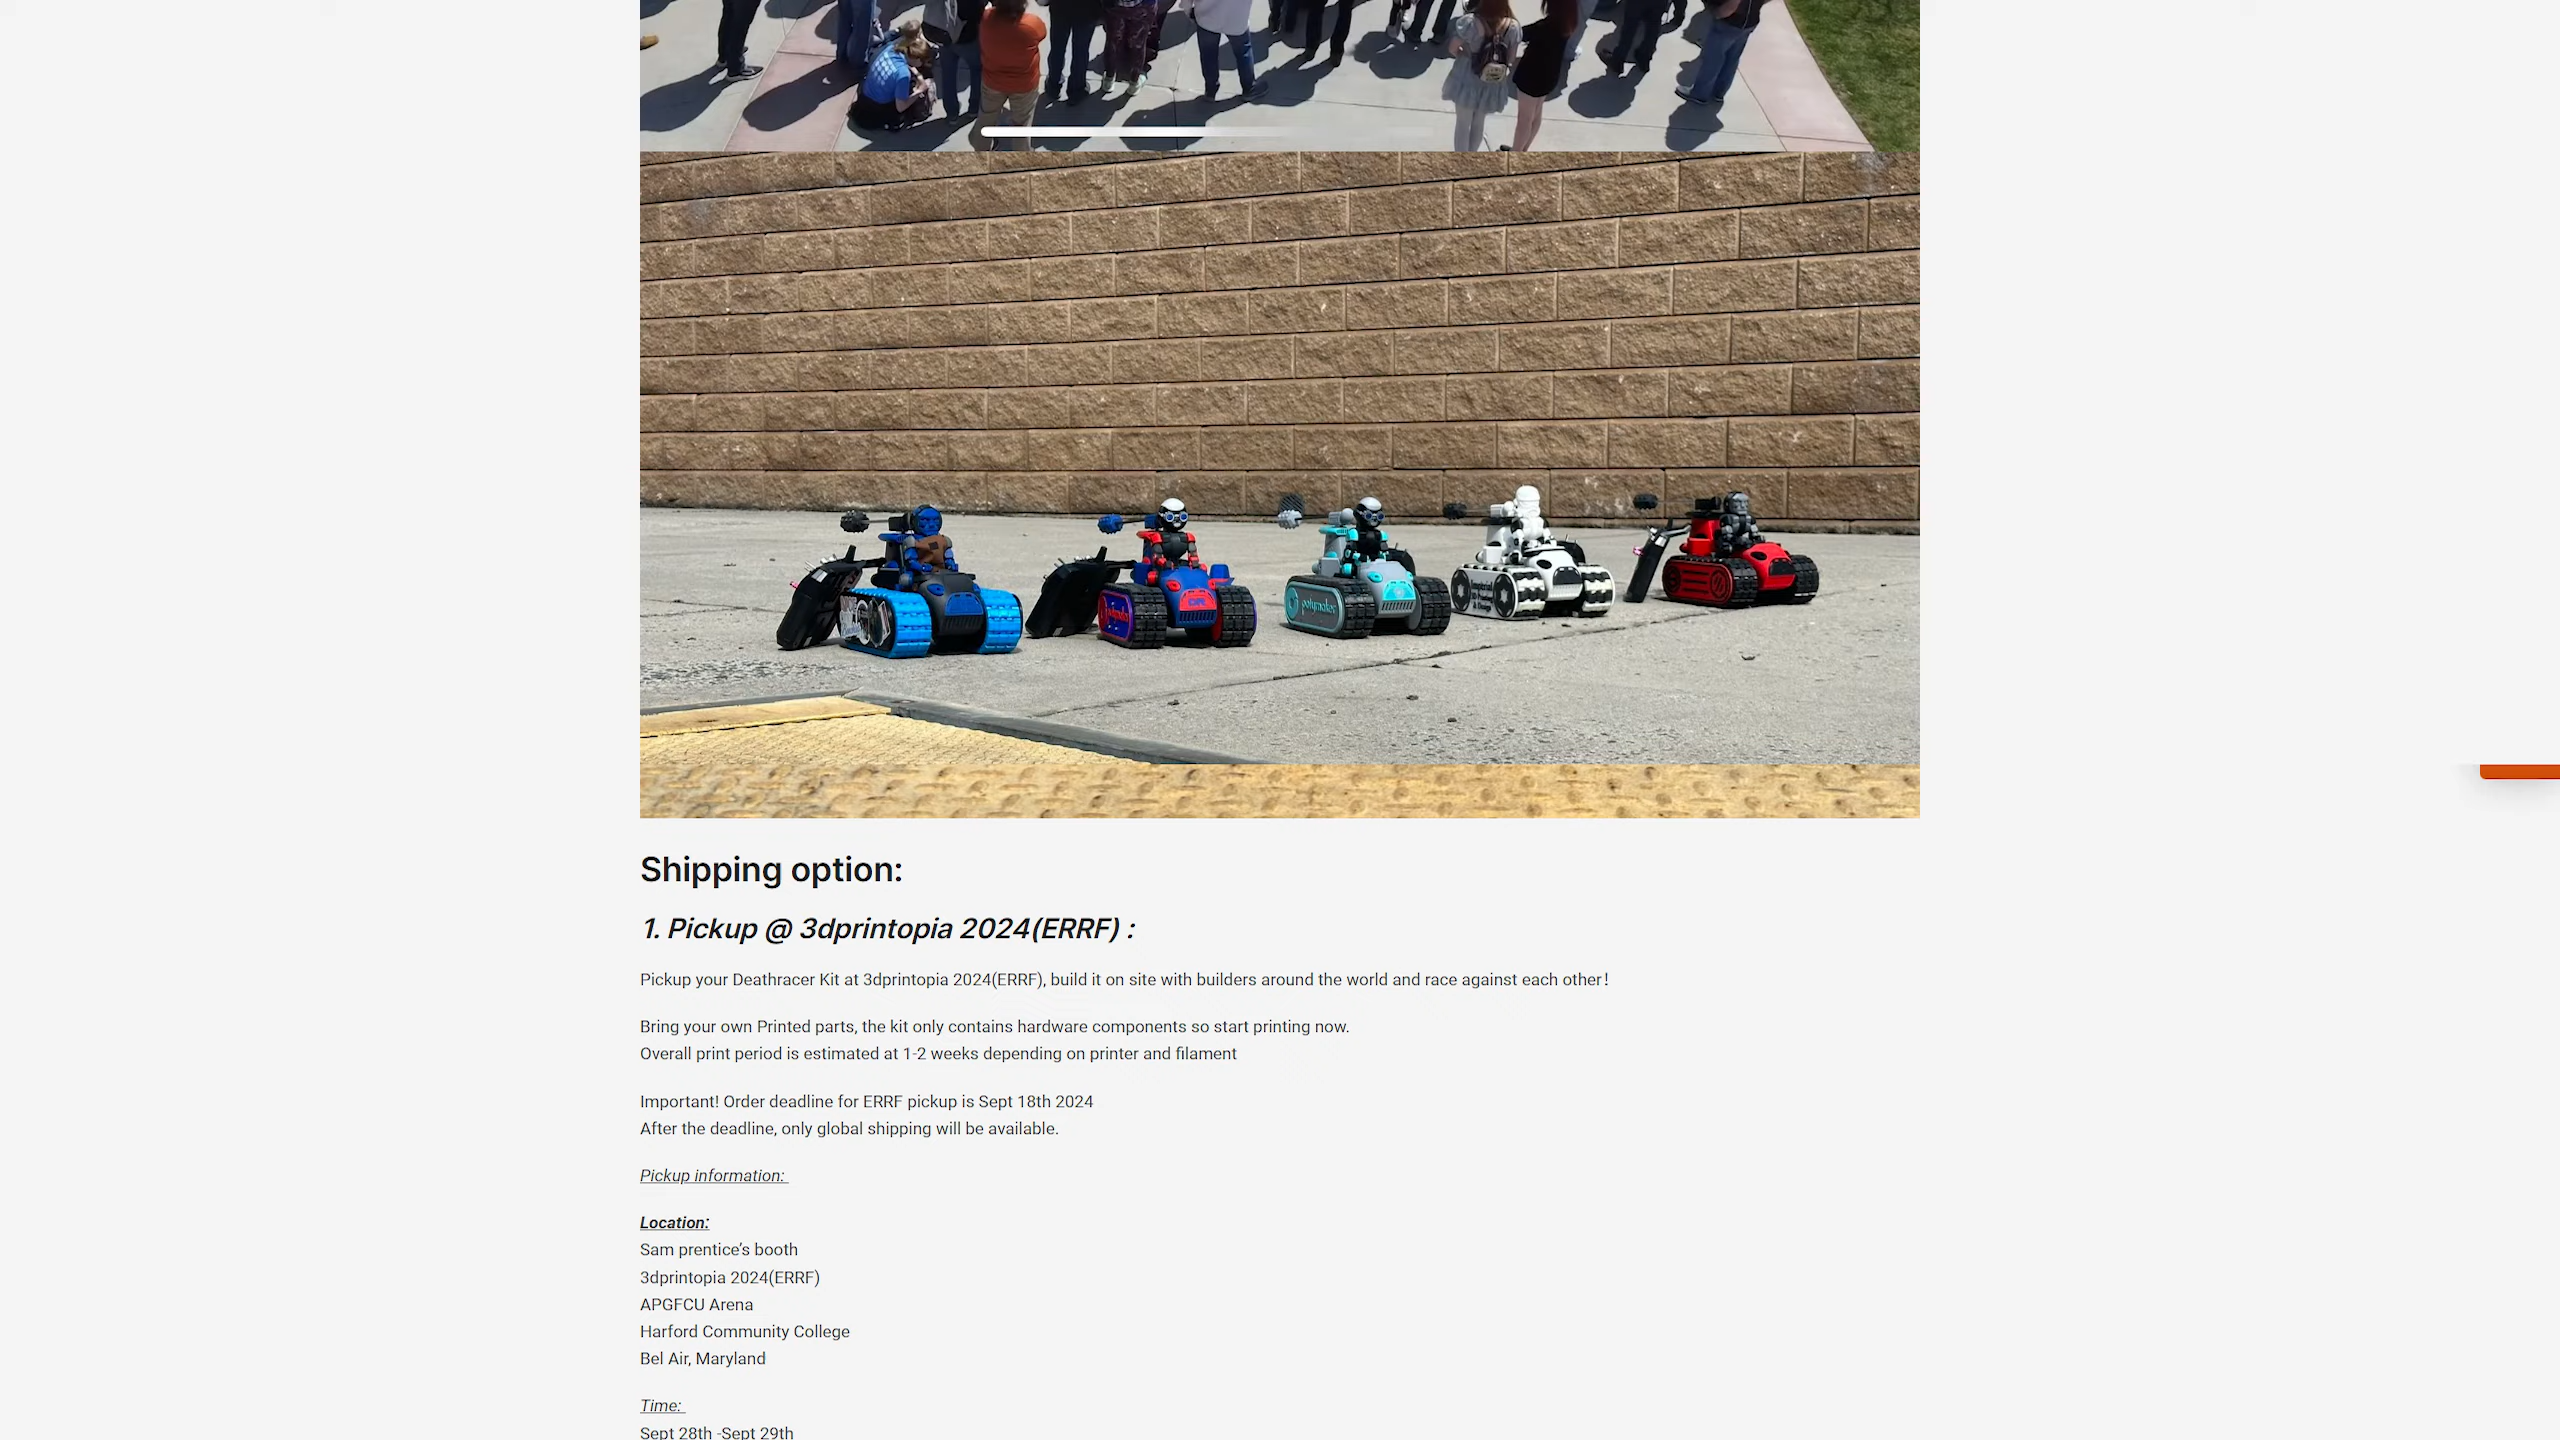 polymaker
Shipping option:
1. Pickup @ 3dprintopia 2024(ERRF) :
Pickup your Deathracer Kit at 3dprintopia 2024(ERRF), build it on site with builders around the world and race against each other!
Bring your own Printed parts, the kit only contains hardware components so start printing now.
Overall print period is estimated at 1-2 weeks depending on printer and filament
Important! Order deadline for ERRF pickup is Sept 18th 2024
After the deadline, only global shipping will be available.
Pickup information:
Location:
Sam prentice’s booth
3dprintopia 2024(ERRF)
APGFCU Arena
Harford Community College
Bel Air, Maryland
Time:
Sept 28th -Sept 29th